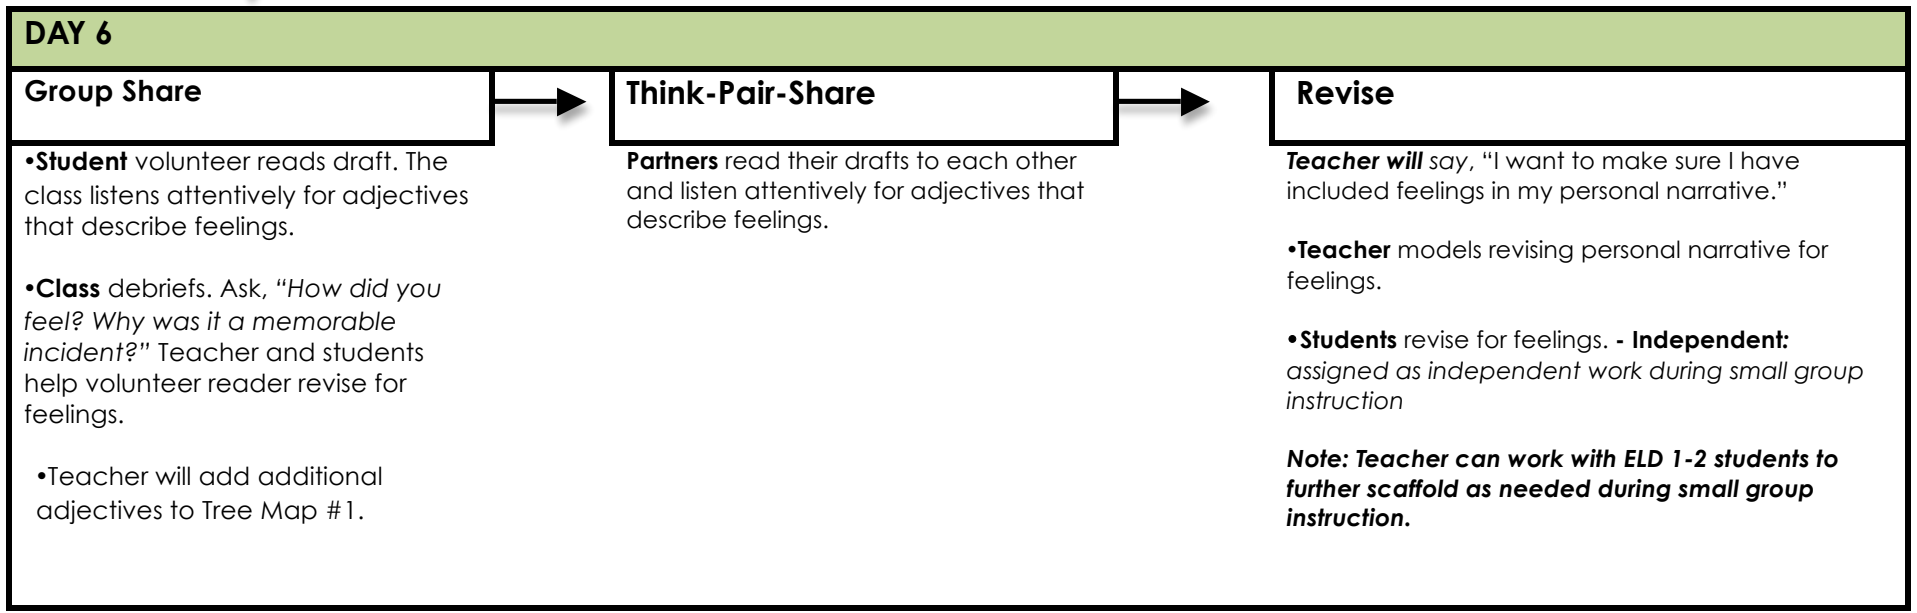 DAY 6
Group Share
•Student volunteer reads draft. The
class listens attentively for adjectives
that describe feelings.
•Class debriefs. Ask, “How did you
feel? Why was it a memorable
incident?” Teacher and students
help volunteer reader revise for
feelings.
•Teacher will add additional
adjectives to Tree Map #1.
Think-Pair-Share
Partners read their drafts to each other
and listen attentively for adjectives that
describe feelings.
Revise
Teacher will say, “I want to make sure I have
included feelings in my personal narrative.”
•Teacher models revising personal narrative for
feelings.
•Students revise for feelings. - Independent:
assigned as independent work during small group
instruction
Note: Teacher can work with ELD 1-2 students to
further scaffold as needed during small group
instruction.